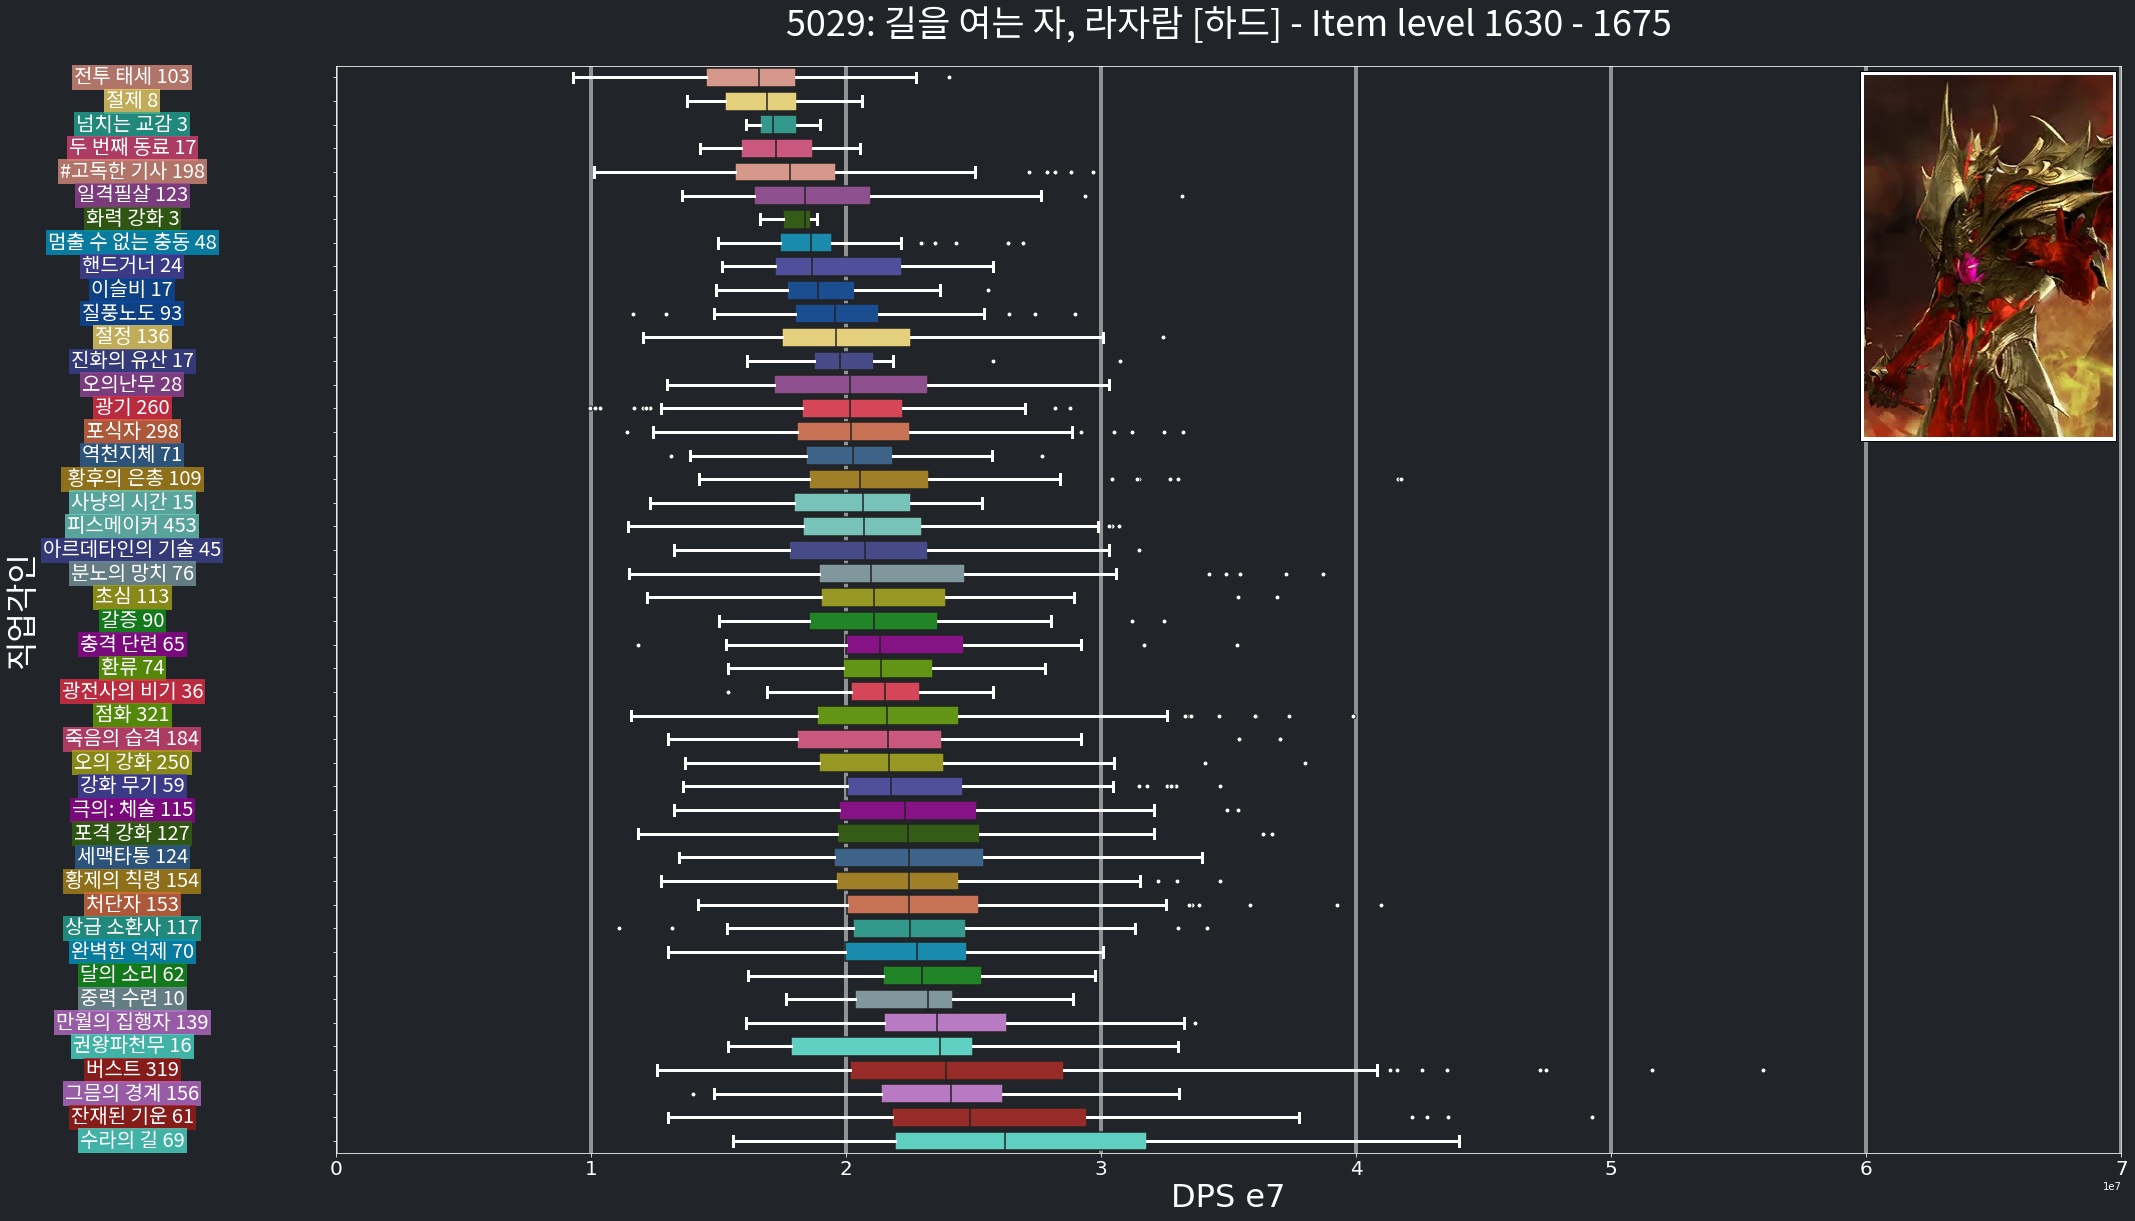 5029: 길을 여는 자, 라자람 [하드] - Item level 1630 - 1675
전투 태세 103
절제 8
넘치는 교감 3
두 번째 동료 17
#고독한 기사 198
일격필살 123
화력 강화 3
멈출 수 없는 충동 48
핸드거너 24
이슬비 17
질풍노도 93
절정 136
진화의 유산 17
오의난무 28
광기 260
포식자 298
역천지체 71
황후의 은총 109
사냥의 시간 15
피스메이커 453
아르데타인의 기술 45
분노의 망치 76
초심 113
갈증 90
충격 단련 65
환류 74
광전사의 비기 36
점화 321
죽음의 습격 184
오의 강화 250
강화 무기 59
극의: 체술 115
포격 강화 127
세맥타통 124
황제의 칙령 154
처단자 153
상급 소환사 117
완벽한 억제 70
달의 소리 62
중력 수련 10
만월의 집행자 139
권왕파천무 16
버스트 319
그믐의 경계 156
잔재된 기운 61
수라의 길 69
직업각인
0 1 2 3 4 5 6 7
1e7
DPS e7